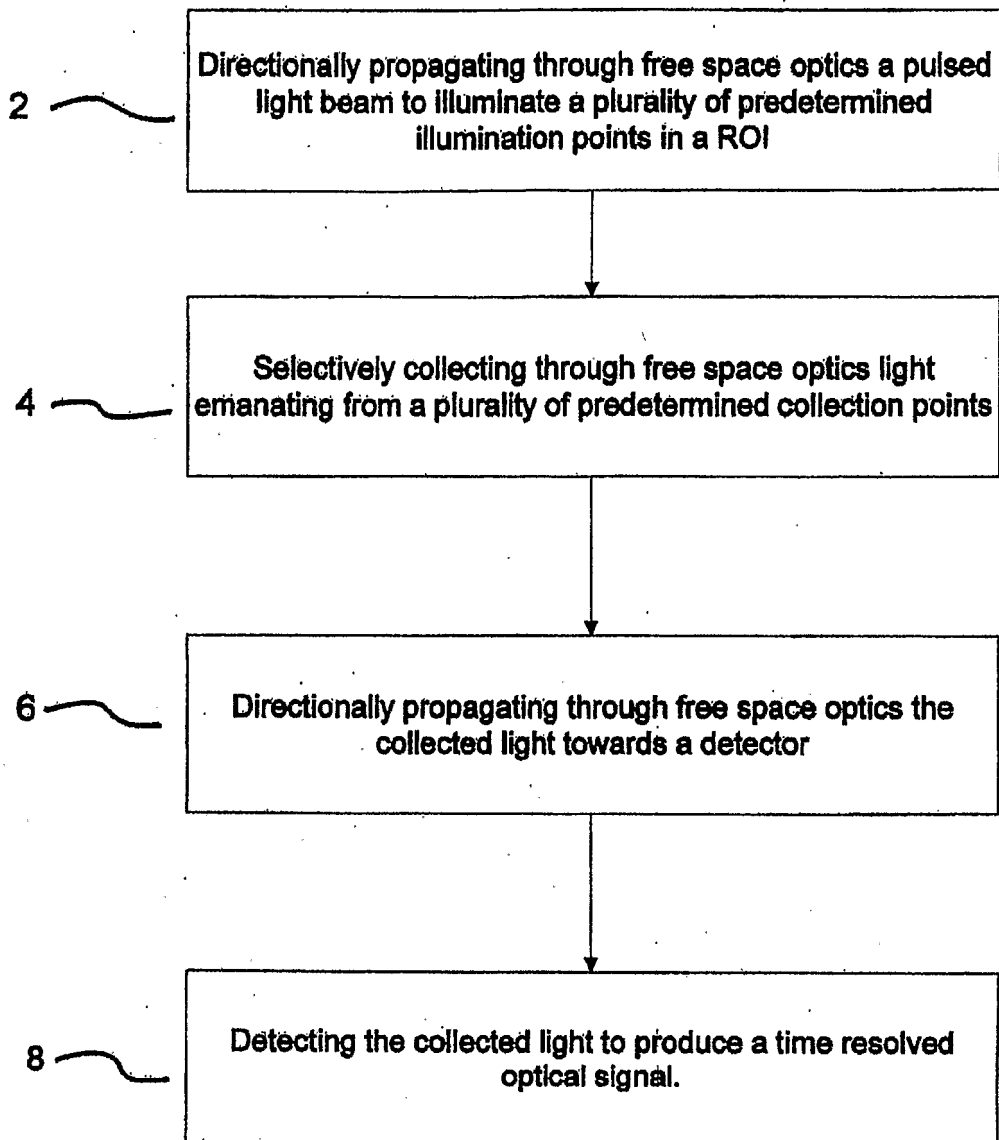 Directionally propagating through free space optics a pulsed
2
light beam to illuminate a plurality of predetermined
illumination points in a ROI
Selectively collecting through free space optics light
4
emanating from a plurality of predetermined collection points
6
Directionally propagating through free space optics the
collected light towards a detector
Detecting the collected light to produce a time resolved
8
optical signal.